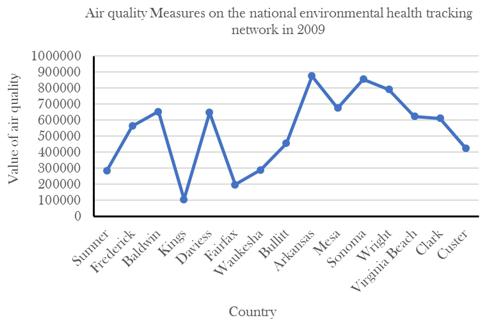 Air quality Measures on the national environmental health tracking
network in 2009
Value of air quality
1000000
900000
800000
700000
600000
500000
400000
300000
200000
100000
0
Sumner
Frederick
Baldwin
Kings
Daviess
Fairfax
Waukesha
Bullitt
Arkansas
Mesa
Sonoma
Wright
Virginia Beach
Clark
Custer
Country